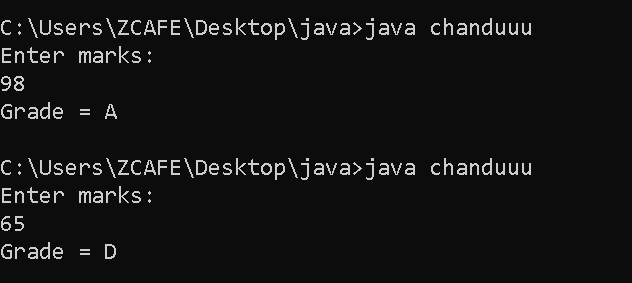 C:\Users\ZCAFE\Desktop\java>java chanduuu
Enter marks:
98
Grade = A
C:\Users\ZCAFE\Desktop\java>java chanduuu
Enter marks:
65
Grade = D